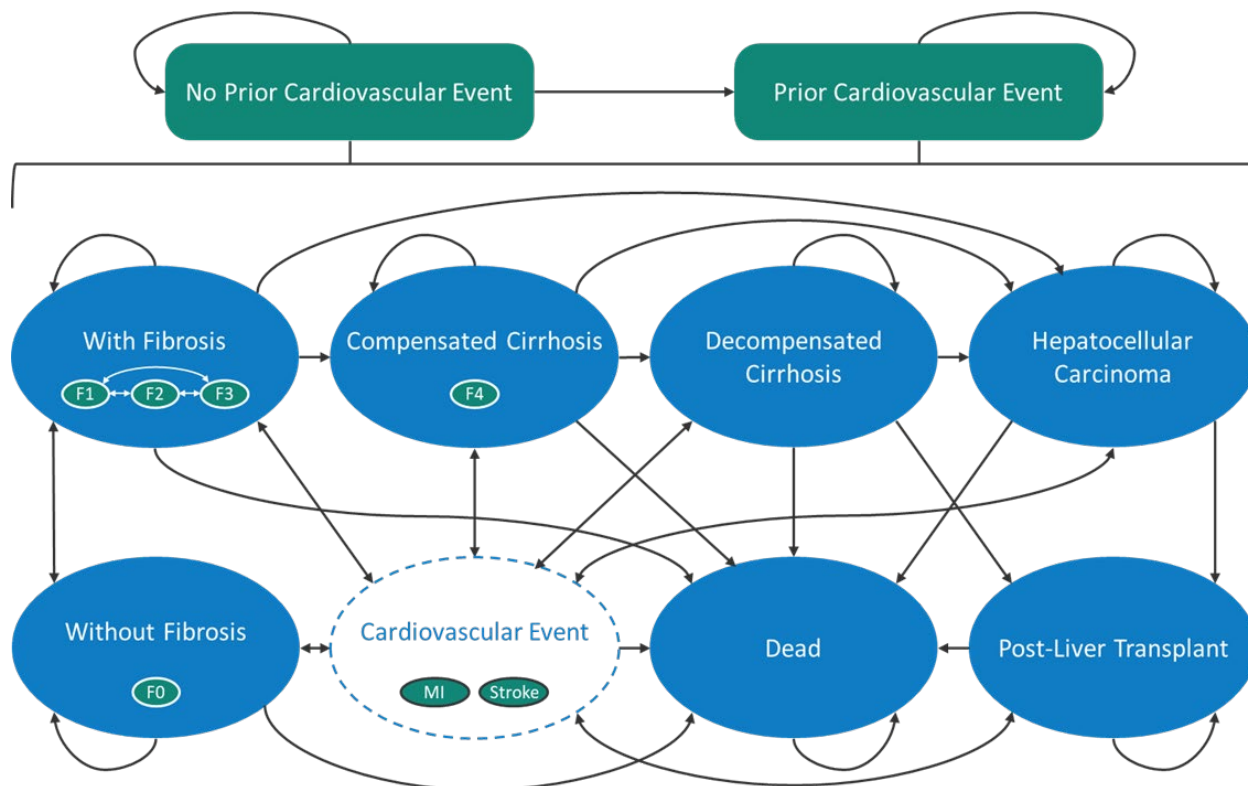 No Prior Cardiovascular Event
Prior Cardiovascular Event
With Fibrosis
F1
F2
F3
Compensated Cirrhosis
F4
Decompensated
Cirrhosis
Hepatocellular
Carcinoma
Without Fibrosis
F0
Cardiovascular Event
MI
Stroke
Dead
Post-Liver Transplant